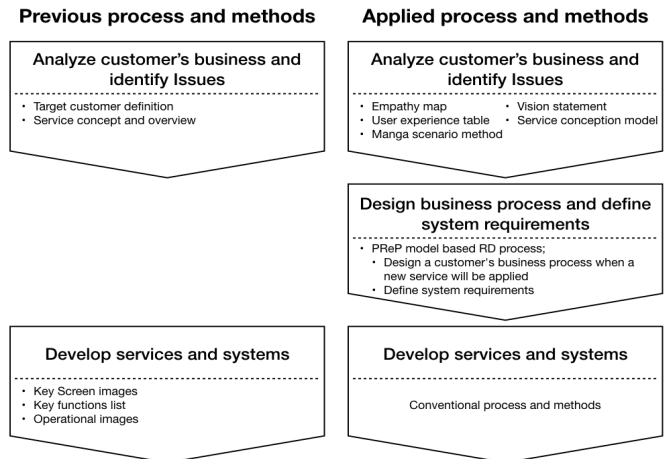 Previous process and methods
Analyze customer's business and
identify Issues
• Target customer definition
• Service concept and overview
Develop services and systems
• Key Screen images
• Key functions list
• Operational images
Applied process and methods
Analyze customer's business and
identify Issues
• Empathy map
• User experience table
• Manga scenario method
• Vision statement
• Service conception model
Design business process and define
system requirements
• PReP model based RD process;
• Design a customer's business process when a
new service will be applied
• Define system requirements
Develop services and systems
Conventional process and methods